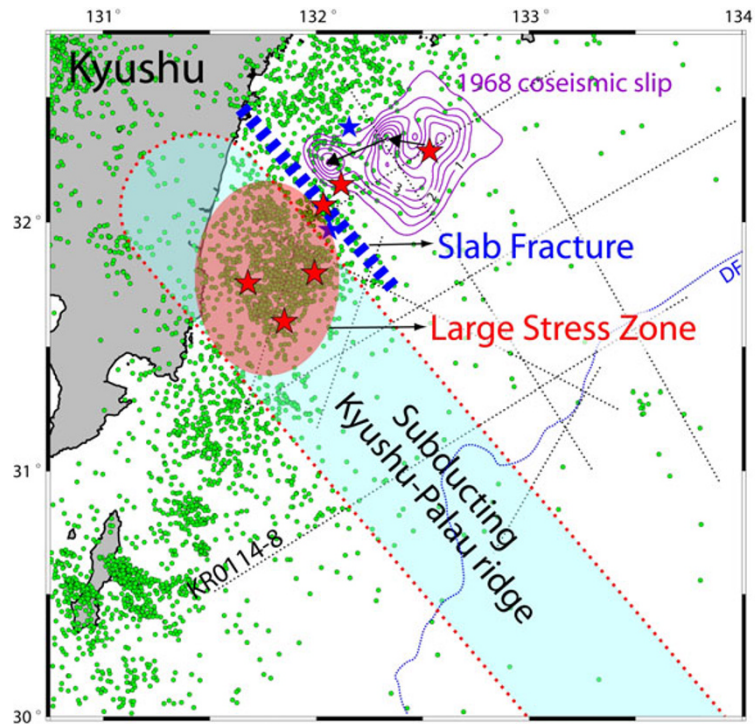 131° 132° 133° 134
Kyushu
1968 coseismic slip
32°
Slab Fracture
DF
Large Stress Zone
31°
Subducting
Kyushu-Palau ridge
KR0114-8
30°